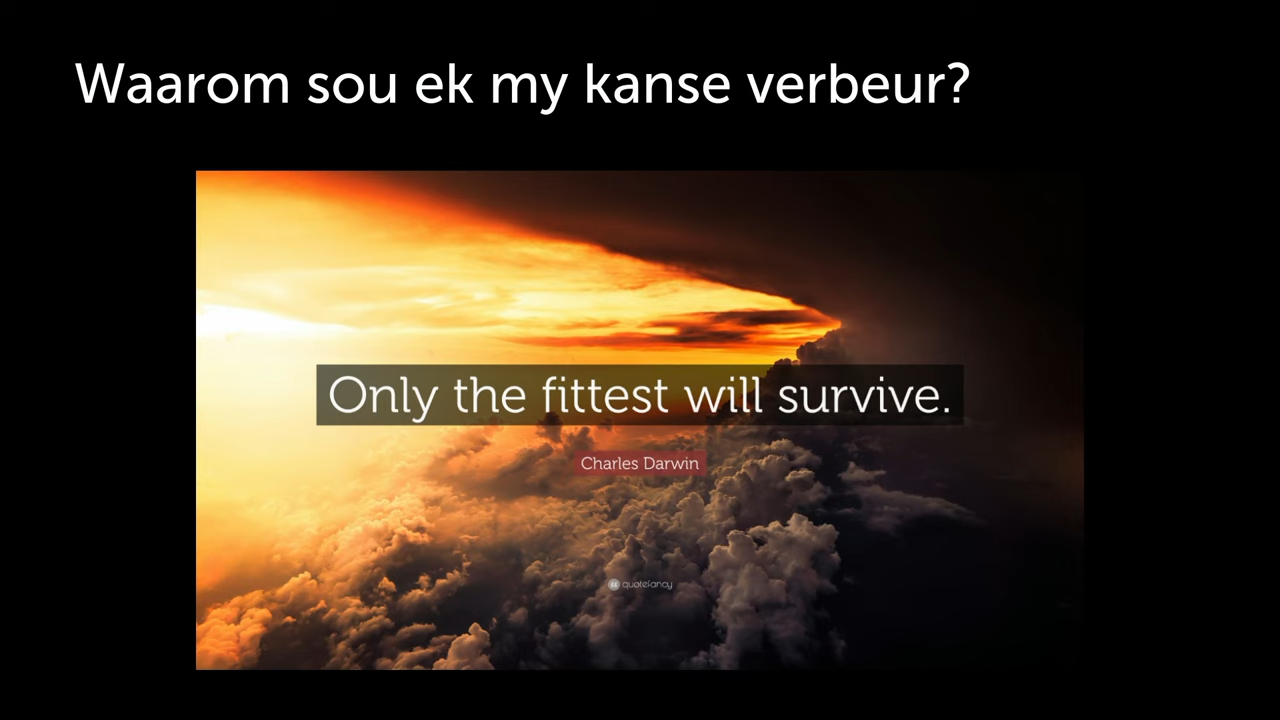 Waarom sou ek my kanse verbeur?
Only the fittest will survive.
Charles Darwin
quotefancy